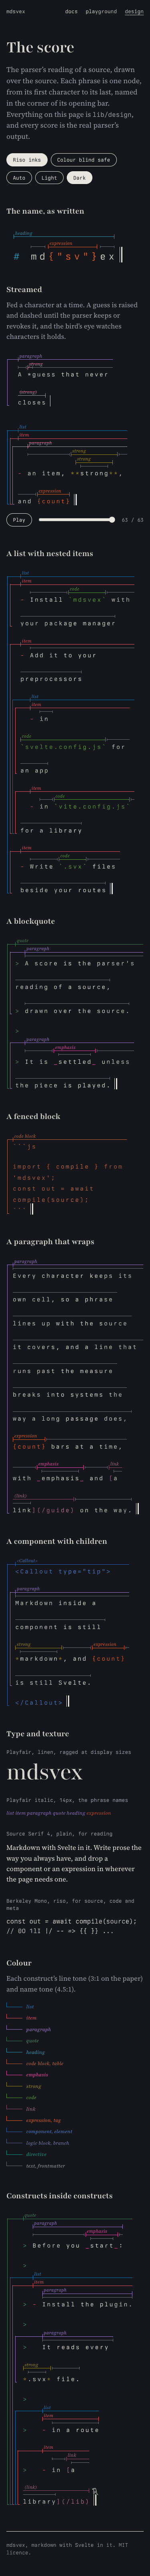 mdsvex docs playground design
The score
The paper's reading of a source, drawn
over the source. Each phrase is one node,
from its first character to its last, named
in the corner of its opening bar.
Everything on this page is lib/design,
and every score is the real parser's
output.
Riso inks Colour blind safe
Auto Light Dark
The name, as written
heading
expression
# md{"sv"}ex
Streamed
Fed a character at a time. A guess is raised
and dashed until the parser keeps or
revokes it, and the bird's eye watches
characters it holds.
paragraph
strong
A *guess that never
(strong)
closes
list
item
paragraph
strong
strong
- an item, **strong**,
expression
and {count}
Play 63 / 63
A list with nested items
list
item
code
- Install `mdsvex` with
your package manager
item
- Add it to your
preprocessors
list
item
- in
code
`svelte.config.js` for
an app
item
code
- in `vite.config.js`
for a library
item
code
- Write `.svx` files
beside your routes
A blockquote
quote
paragraph
> A score is the parser's
reading of a source,
> drawn over the source.
>
paragraph
emphasis
> It is _settled_ unless
the piece is played.
A fenced block
code block
```js
import { compile } from
'mdsvex';
const out = await
compile(source);
```
A paragraph that wraps
paragraph
Every character keeps its
own cell, so a phrase
lines up with the source
it covers, and a line that
runs past the measure
breaks into systems the
way a long passage does,
expression
{count} bars at a time,
emphasis
link
with _emphasis_ and [a
(link)
link](/guide) on the way.
A component with children
<Callout>
<Callout type="tip">
paragraph
Markdown inside a
component is still
strong
expression
*markdown*, and {count}
is still Svelte.
</Callout>
Type and texture
Playfair, linen, ragged at display sizes
mdsvex
Playfair italic, 14px, the phrase names
list item paragraph quote heading expression
Source Serif 4, plain, for reading
Markdown with Svelte in it. Write prose the
way you always have, and drop a
component or an expression in wherever
the page needs one.
Berkeley Mono, riso, for source, code and
meta
const out = await compile(source);
// 0O 1lI |/-- => {{ }} ...
Colour
Each construct's line tone (3:1 on the paper)
and name tone (4.5:1).
list
item
paragraph
quote
heading
code block, table
emphasis
strong
code
link
expression, tag
component, element
logic block, branch
directive
text, frontmatter
Constructs inside constructs
quote
paragraph
emphasis
> Before you _start_:
>
list
item
paragraph
> - Install the plugin.
>
paragraph
> It reads every
strong
*.svx* file.
>
list
item
> - in a route
item
link
> - in [a
(link)
library](/lib)
mdsvex, markdown with Svelte in it. MIT
licence.